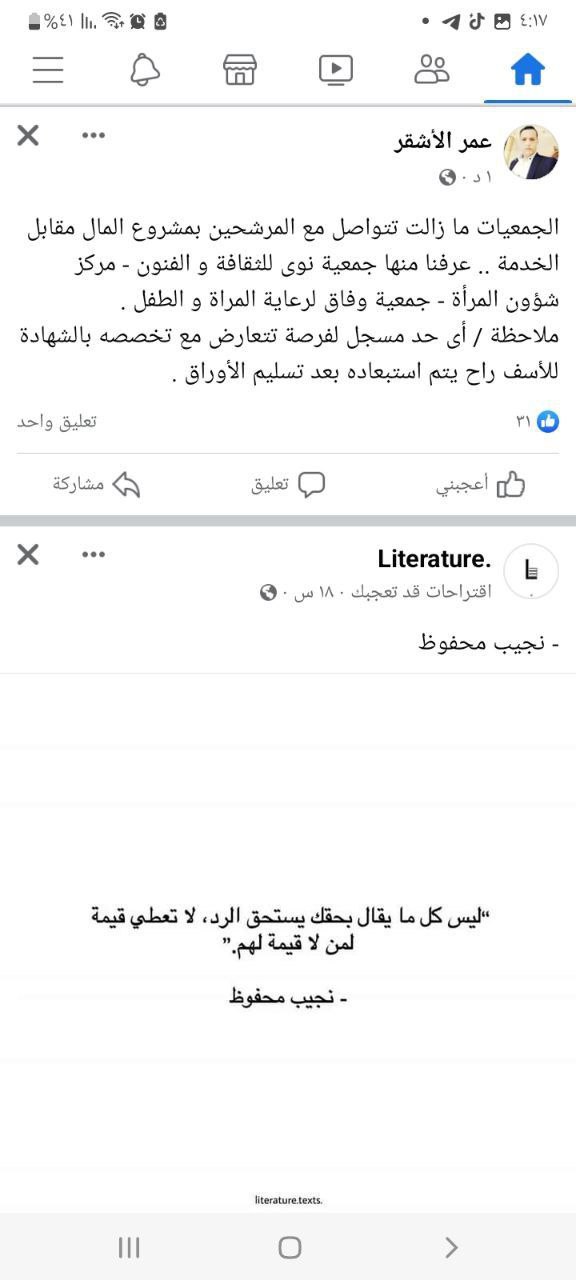 %٤١ ٤:١٧
عمر الأشقر
١ د ·
الجمعيات ما زالت تتواصل مع المرشحين بمشروع المال مقابل
الخدمة .. عرفنا منها جمعية نوى للثقافة و الفنون - مركز
شؤون المرأة - جمعية وفاق لرعاية المراة و الطفل .
ملاحظة / أى حد مسجل لفرصة تتعارض مع تخصصه بالشهادة
للأسف راح يتم استبعاده بعد تسليم الأوراق .
٣١ تعليق واحد
أعجبني تعليق مشاركة
Literature.
اقتراحات قد تعجبك · ١٨ س ·
- نجيب محفوظ
“ليس كل ما يقال بحقك يستحق الرد، لا تعطي قيمة
لمن لا قيمة لهم.”
- نجيب محفوظ
literature.texts.